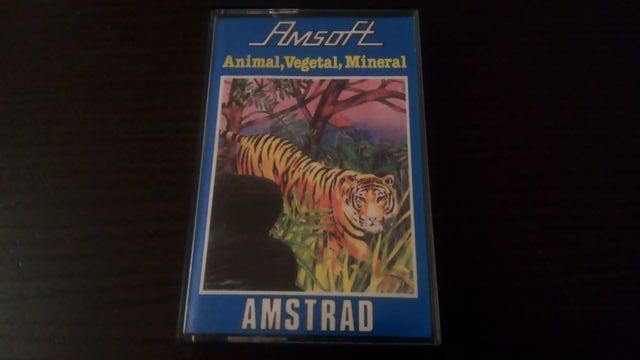 Amsoft
Animal, Vegetal, Mineral
AMSTRAD